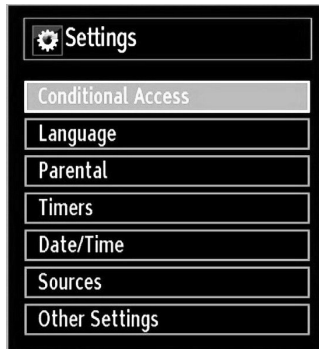 Settings
Conditional Access
Language
Parental
Timers
Date/Time
Sources
Other Settings